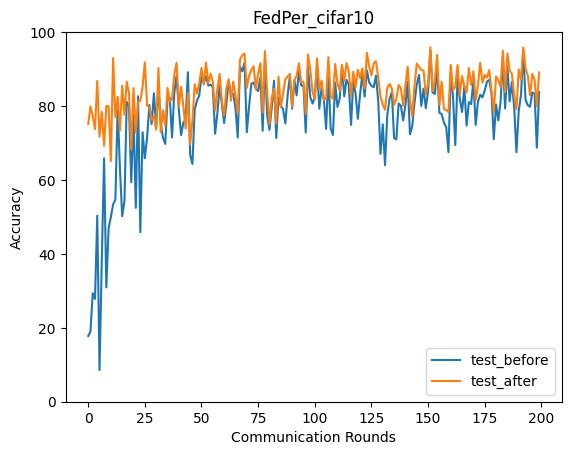 FedPer_cifar10
100
80
60
40
20
0
Accuracy
0 25 50 75 100 125 150 175 200
Communication Rounds
test_before
test_after